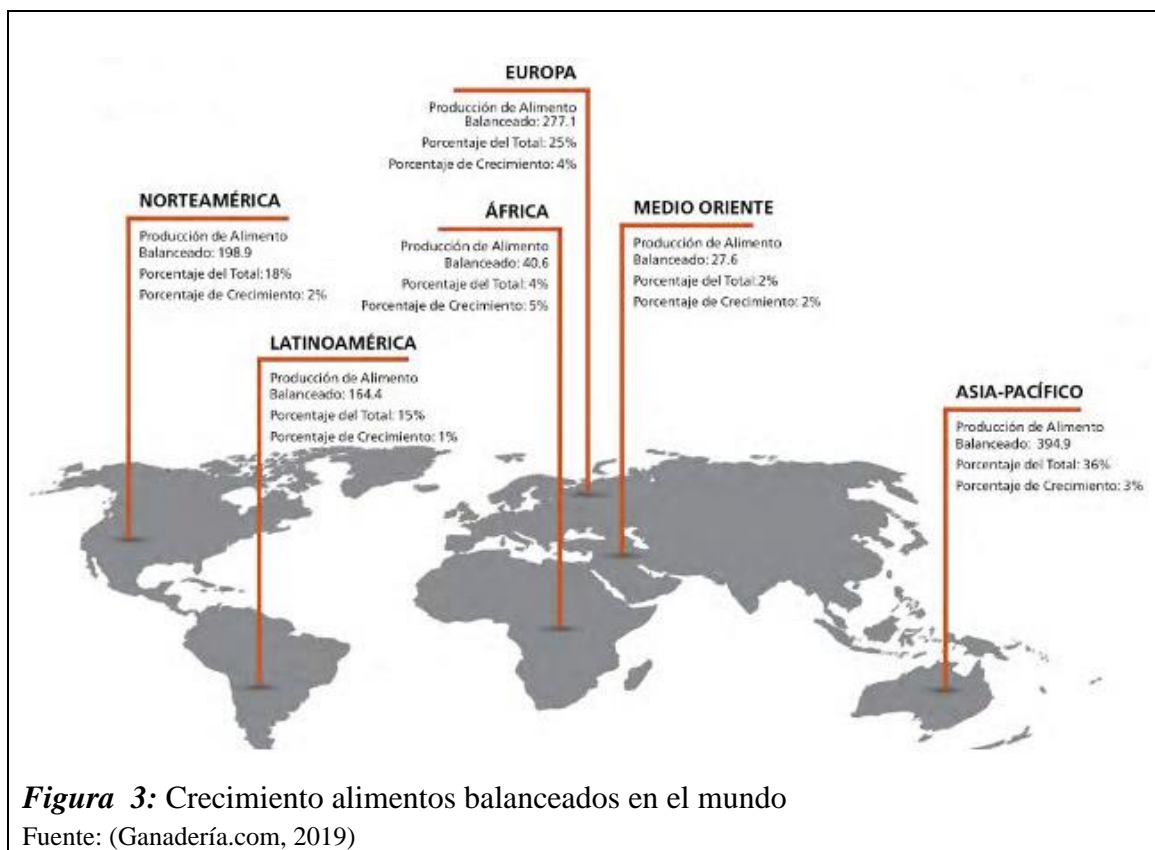 EUROPA
Producción de Alimento
Balanceado: 277.1
Porcentaje del Total: 25%
Porcentaje de Crecimiento: 4%
NORTEAMÉRICA
Producción de Alimento
Balanceado: 198.9
Porcentaje del Total: 18%
Porcentaje de Crecimiento: 2%
ÁFRICA
Producción de Alimento
Balanceado: 40.6
Porcentaje del Total: 4%
Porcentaje de Crecimiento: 5%
MEDIO ORIENTE
Producción de Alimento
Balanceado: 27.6
Porcentaje del Total: 2%
Porcentaje de Crecimiento: 2%
LATINOAMÉRICA
Producción de Alimento
Balanceado: 164.4
Porcentaje del Total: 15%
Porcentaje de Crecimiento: 1%
ASIA-PACÍFICO
Producción de Alimento
Balanceado: 394.9
Porcentaje del Total: 36%
Porcentaje de Crecimiento: 3%
Figura 3: Crecimiento alimentos balanceados en el mundo
Fuente: (Ganadería.com, 2019)